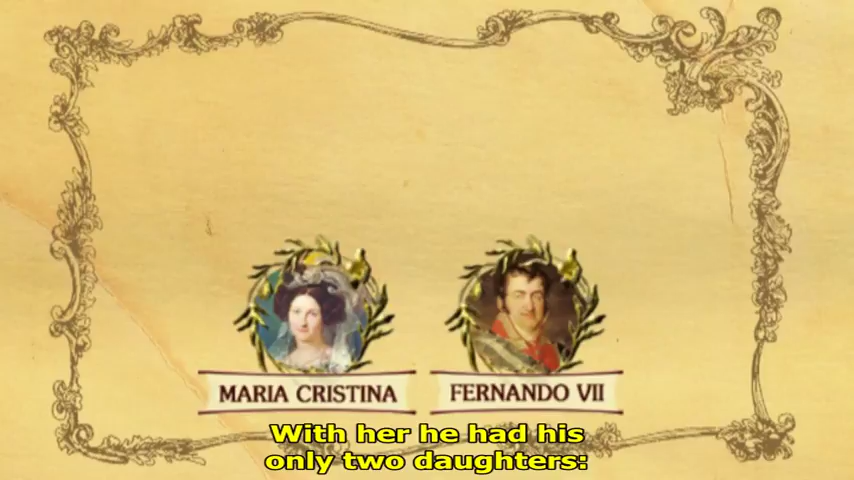 MARIA CRISTINA
FERNANDO VII
With her he had his
only two daughters: